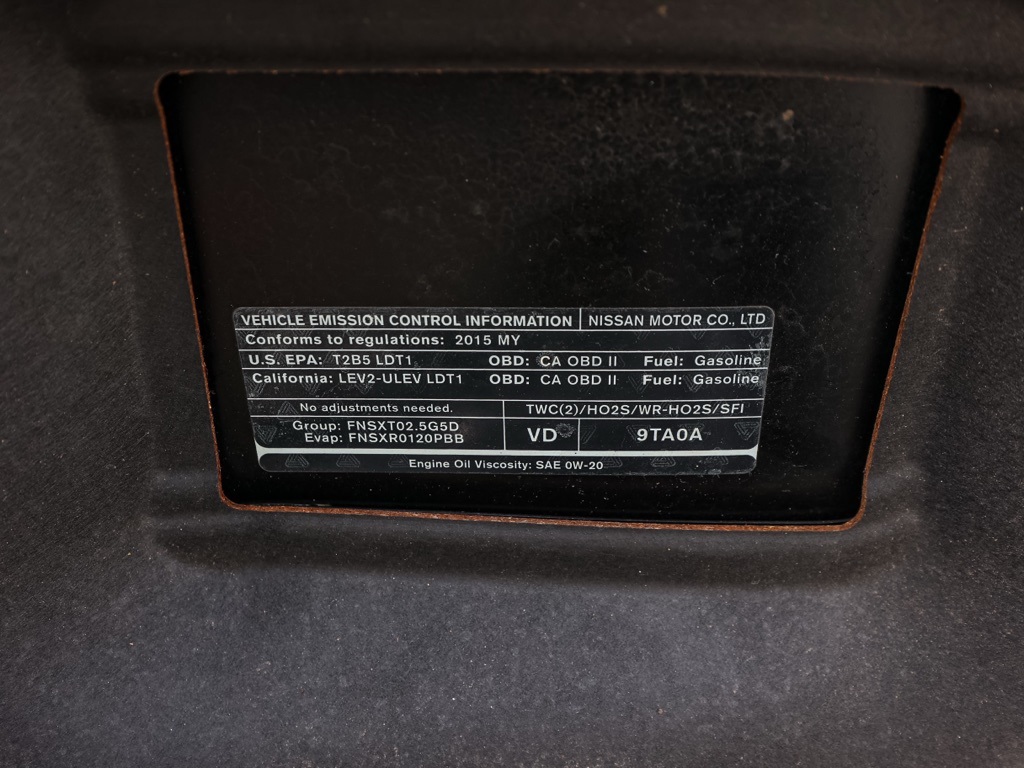 VEHICLE EMISSION CONTROL INFORMATION NISSAN MOTOR CO., LTD
Conforms to regulations: 2015 MY
U.S. EPA: T2B5 LDT1 OBD: CA OBD II Fuel: Gasoline
California: LEV2-ULEV LDT1 OBD: CA OBD II Fuel: Gasoline
No adjustments needed. TWC(2)/HO2S/WR-HO2S/SFI
Group: FNSXT02.5G5D
Evap: FNSXR0120PBB
VD 9TA0A
Engine Oil Viscosity: SAE 0W-20